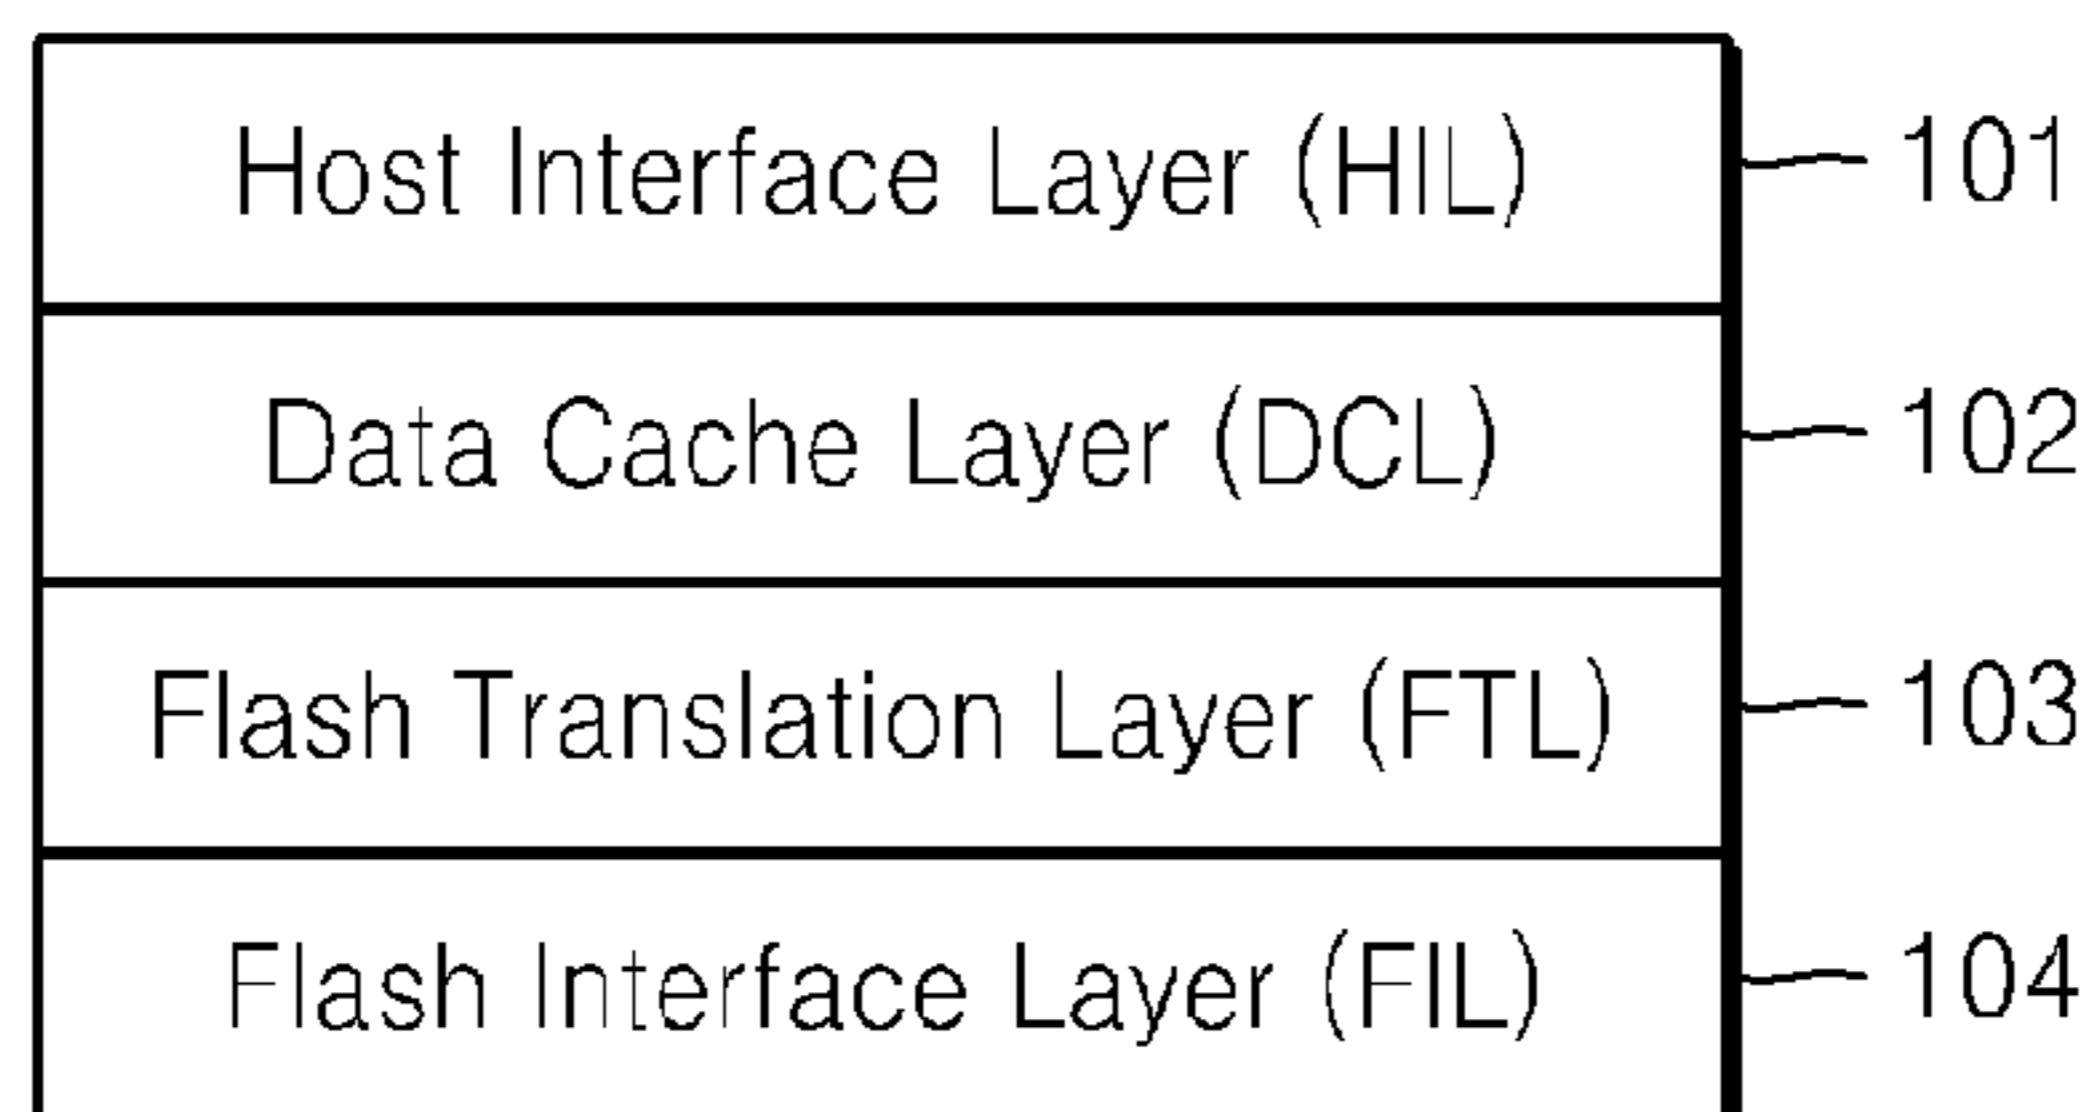 Host Interface Layer (HIL) 101
Data Cache Layer (DCL) 102
Flash Translation Layer (FTL) 103
Flash Interface Layer (FIL) 104